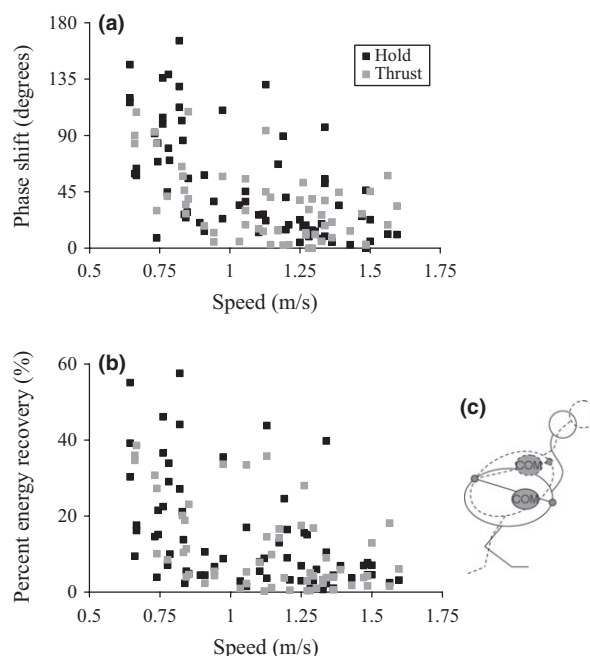 (a)
180
135
90
45
0
Phase shift (degrees)
Hold
Thrust
0.5 0.75 1 1.25 1.5 1.75
Speed (m/s)
(b)
60
40
20
0
Percent energy recovery (%)
0.5 0.75 1 1.25 1.5 1.75
Speed (m/s)
(c)
COM
COM